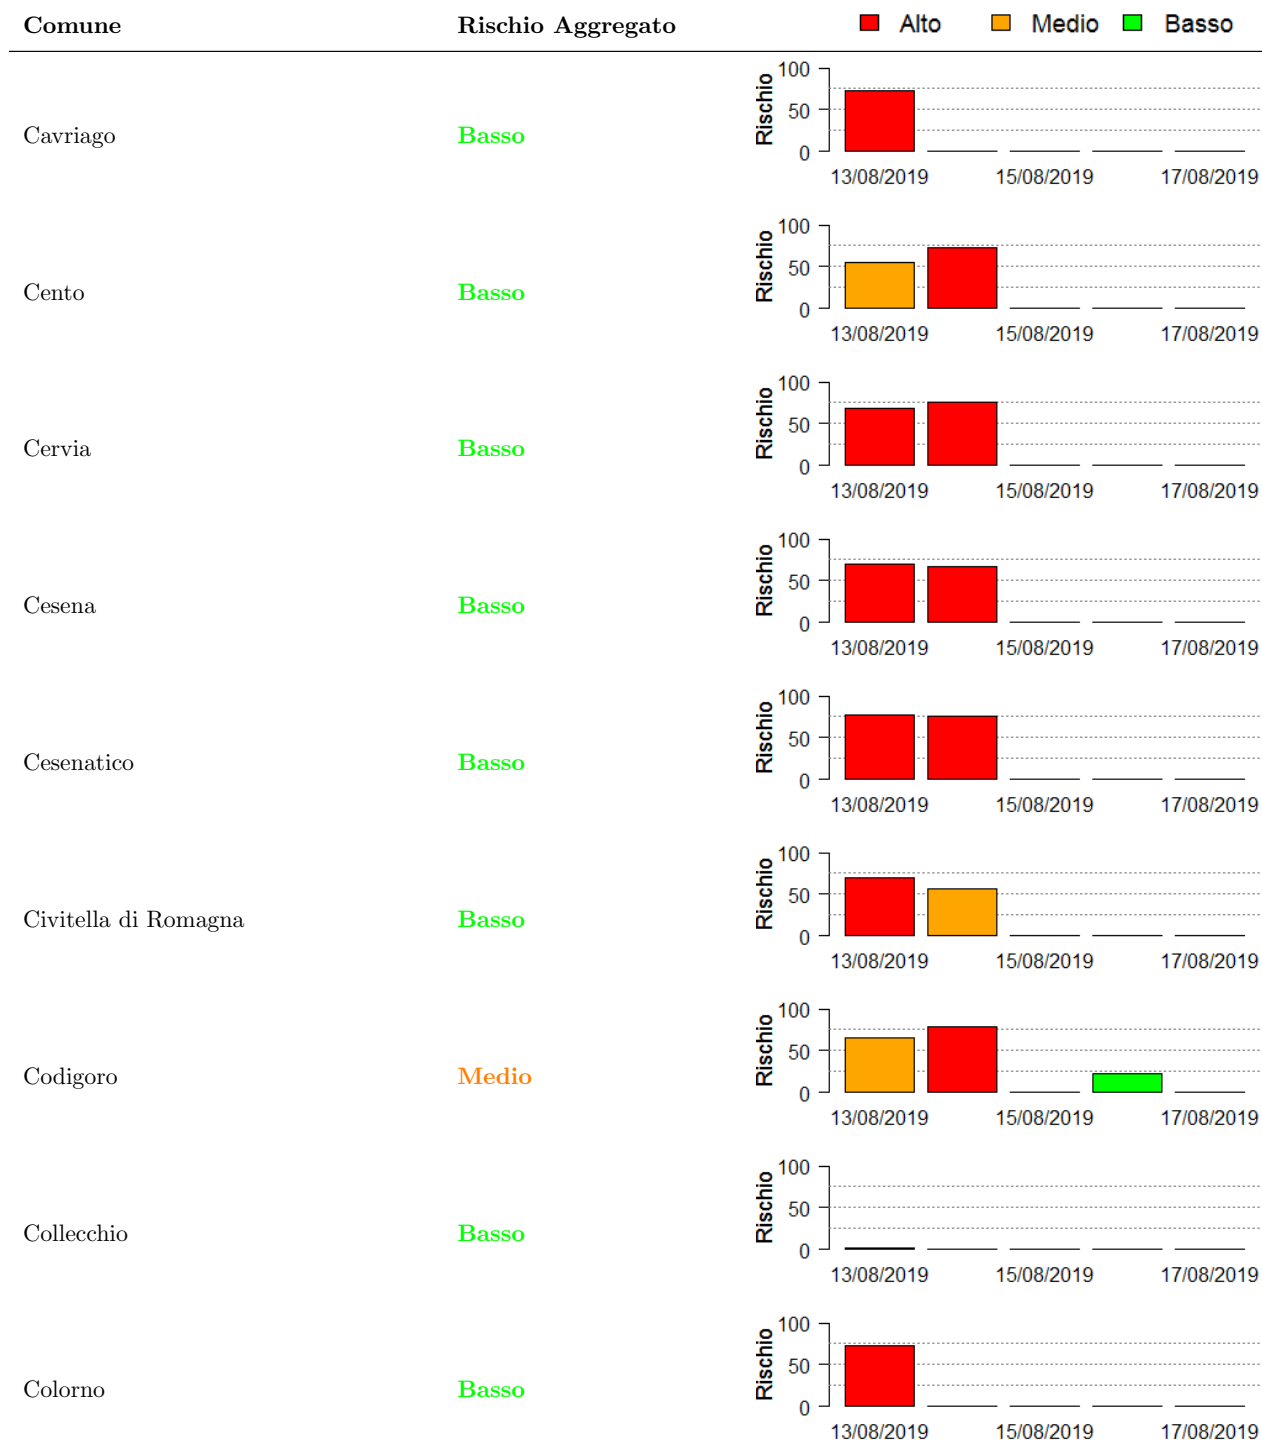 Comune Rischio Aggregato Alto Medio Basso
100
50
0
Rischio
Cavriago Basso
13/08/2019 15/08/2019 17/08/2019
100
50
0
Rischio
Cento Basso
13/08/2019 15/08/2019 17/08/2019
100
50
0
Rischio
Cervia Basso
13/08/2019 15/08/2019 17/08/2019
100
50
0
Rischio
Cesena Basso
13/08/2019 15/08/2019 17/08/2019
100
50
0
Rischio
Cesenatico Basso
13/08/2019 15/08/2019 17/08/2019
100
50
0
Rischio
Civitella di Romagna Basso
13/08/2019 15/08/2019 17/08/2019
100
50
0
Rischio
Codigoro Medio
13/08/2019 15/08/2019 17/08/2019
100
50
0
Rischio
Collecchio Basso
13/08/2019 15/08/2019 17/08/2019
100
50
0
Rischio
Colorno Basso
13/08/2019 15/08/2019 17/08/2019